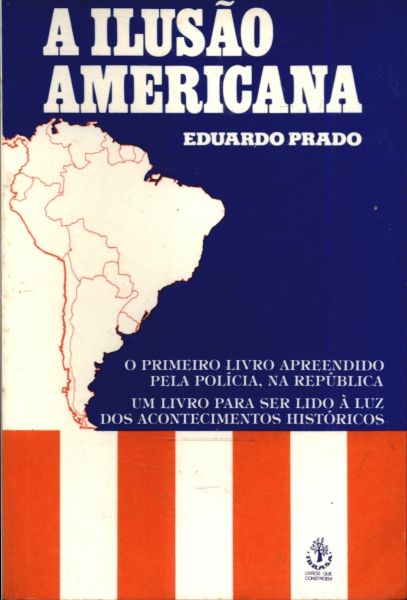 A ILUSÃO
AMERICANA
EDUARDO PRADO
O PRIMEIRO LIVRO APREENDIDO
PELA POLÍCIA, NA REPÚBLICA
UM LIVRO PARA SER LIDO À LUZ
DOS ACONTECIMENTOS HISTÓRICOS
IBRASA
LIVROS QUE
CONSTROEM